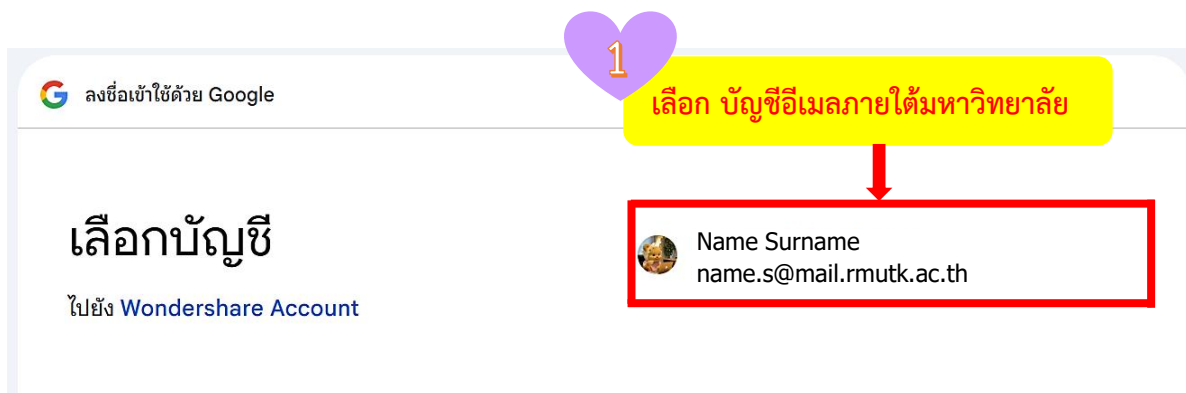 1
ลงชื่อเข้าใช้ด้วย Google
เลือก บัญชีอีเมลภายใต้มหาวิทยาลัย
เลือกบัญชี
ไปยัง Wondershare Account
Name Surname
name.s@mail.rmutk.ac.th